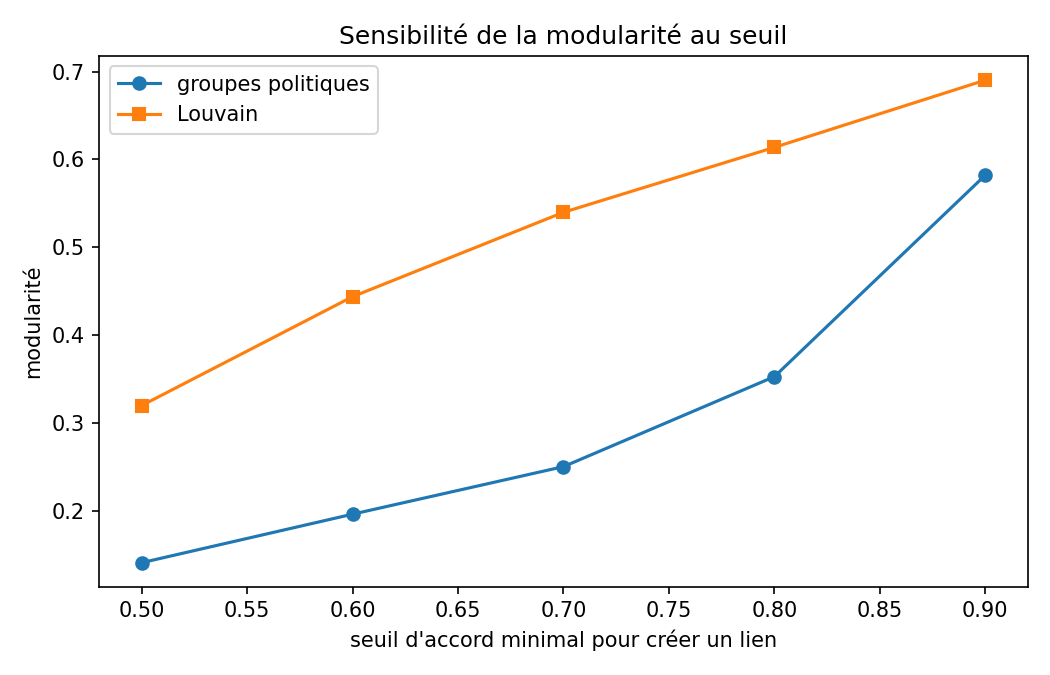 Sensibilité de la modularité au seuil
groupes politiques
Louvain
0.7
0.6
0.5
0.4
0.3
0.2
modularité
0.50 0.55 0.60 0.65 0.70 0.75 0.80 0.85 0.90
seuil d'accord minimal pour créer un lien